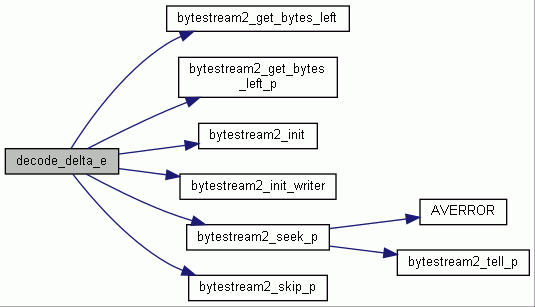 bytestream2_get_bytes_left
bytestream2_get_bytes
_left_p
bytestream2_init
decode_delta_e
bytestream2_init_writer
AVERROR
bytestream2_seek_p
bytestream2_tell_p
bytestream2_skip_p